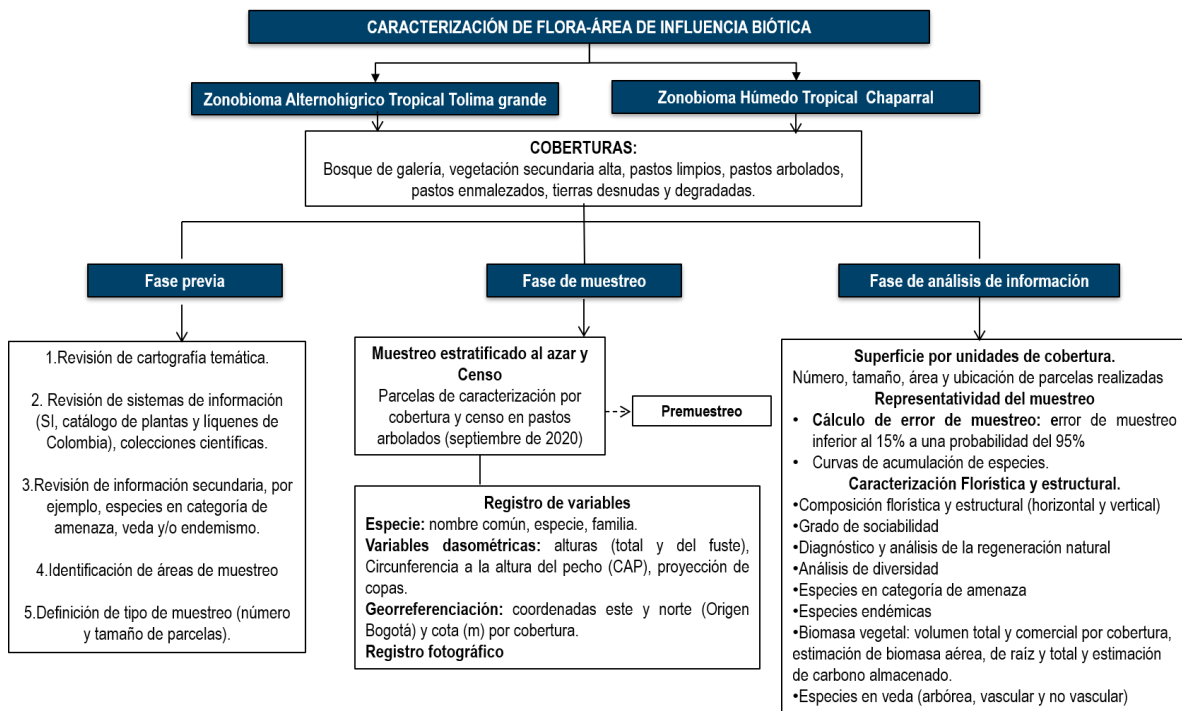 CARACTERIZACIÓN DE FLORA-ÁREA DE INFLUENCIA BIÓTICA
Zonobioma Alternohígrico Tropical Tolima grande
Zonobioma Húmedo Tropical Chaparral
COBERTURAS:
Bosque de galería, vegetación secundaria alta, pastos limpios, pastos arbolados,
pastos enmalezados, tierras desnudas y degradadas.
Fase previa
1.Revisión de cartografía temática.
2. Revisión de sistemas de información
(SI, catálogo de plantas y líquenes de
Colombia), colecciones científicas.
3.Revisión de información secundaria, por
ejemplo, especies en categoría de
amenaza, veda y/o endemismo.
4.Identificación de áreas de muestreo
5.Definición de tipo de muestreo (número
y tamaño de parcelas).
Fase de muestreo
Muestreo estratificado al azar y
Censo
Parcelas de caracterización por
cobertura y censo en pastos
arbolados (septiembre de 2020)
Premuestreo
Registro de variables
Especie: nombre común, especie, familia.
Variables dasométricas: alturas (total y del fuste),
Circunferencia a la altura del pecho (CAP), proyección de
copas.
Georreferenciación: coordenadas este y norte (Origen
Bogotá) y cota (m) por cobertura.
Registro fotográfico
Fase de análisis de información
Superficie por unidades de cobertura.
Número, tamaño, área y ubicación de parcelas realizadas
Representatividad del muestreo
• Cálculo de error de muestreo: error de muestreo
inferior al 15% a una probabilidad del 95%
• Curvas de acumulación de especies.
Caracterización Florística y estructural.
•Composición florística y estructural (horizontal y vertical)
•Grado de sociabilidad
•Diagnóstico y análisis de la regeneración natural
•Análisis de diversidad
•Especies en categoría de amenaza
•Especies endémicas
•Biomasa vegetal: volumen total y comercial por cobertura,
estimación de biomasa aérea, de raíz y total y estimación
de carbono almacenado.
•Especies en veda (arbórea, vascular y no vascular)